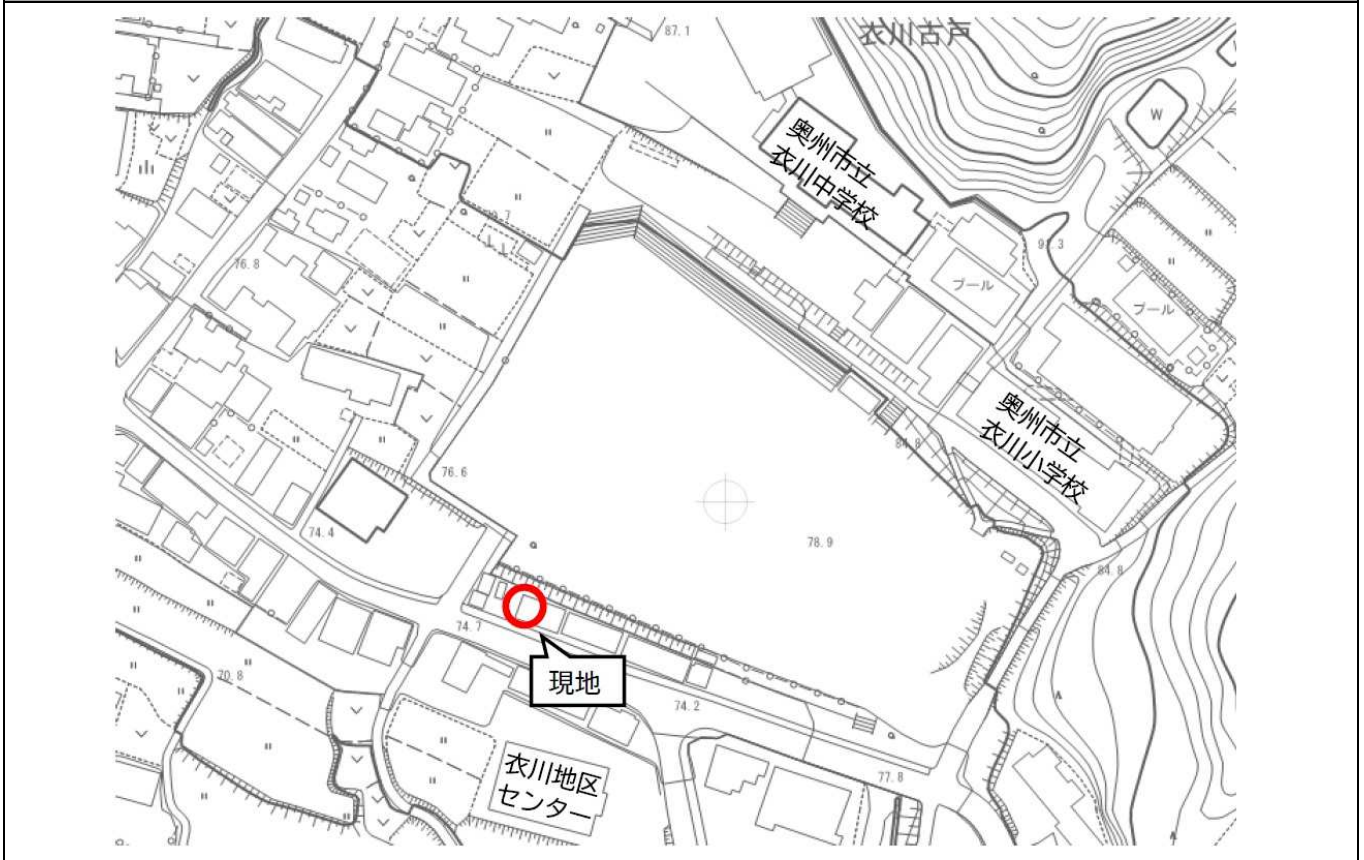 衣川古戸
87.1
W
奥州市立
衣川中学校
97.3
プール
プール
76.8
奥州市立
衣川小学校
84.8
76.6
78.9
74.4
84.8
74.7
現地
70.8
74.2
衣川地区
センター
77.8